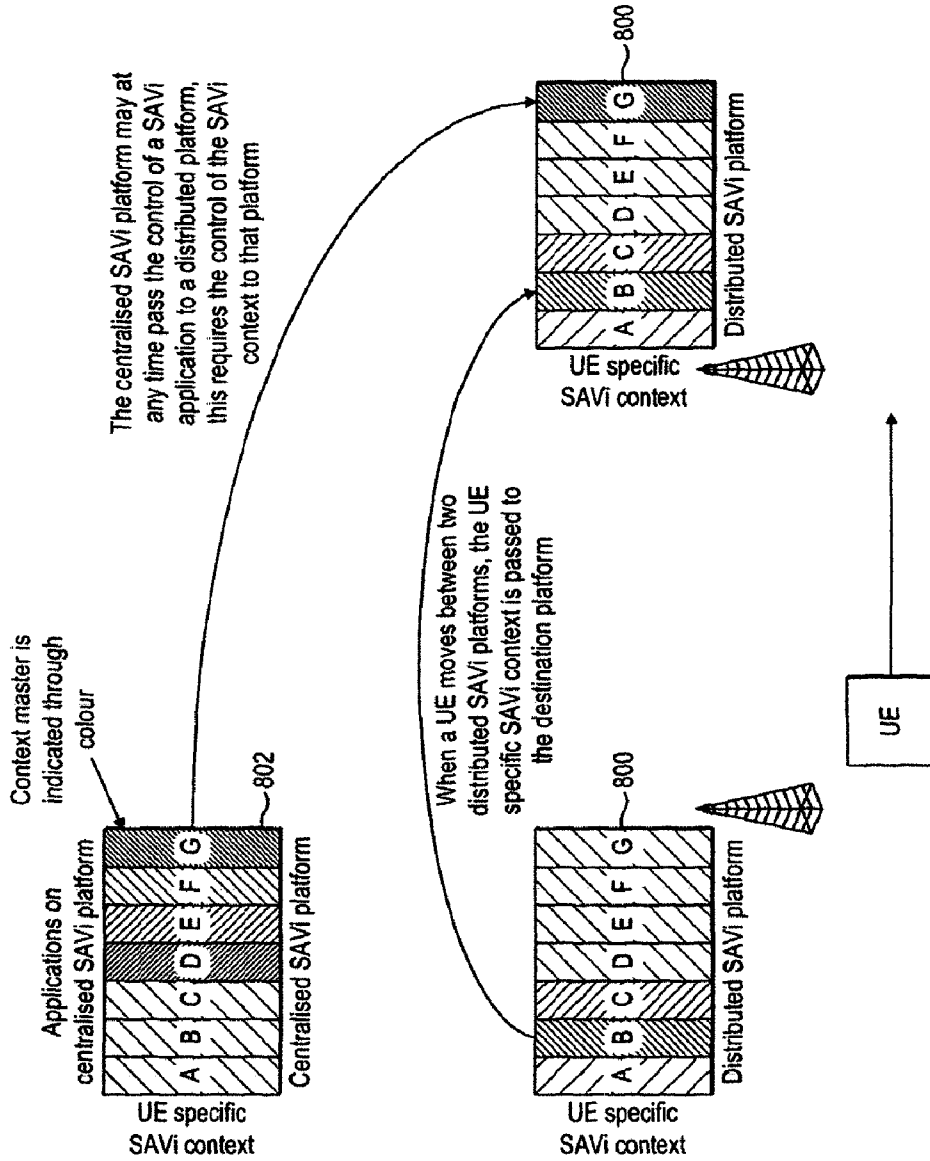 Context master is
indicated through
colour
Applications on
centralised SAVi platform
A B C D E F G
802
UE specific
SAVi context
Centralised SAVi platform
The centralised SAVi platform may at
any time pass the control of a SAVi
application to a distributed platform,
this requires the control of the SAVi
context to that platform
When a UE moves between two
distributed SAVi platforms, the UE
specific SAVi context is passed to
the destination platform
800
A B C D E F G
UE specific
SAVi context
Distributed SAVi platform
800
A B C D E F G
UE specific
SAVi context
Distributed SAVi platform
UE